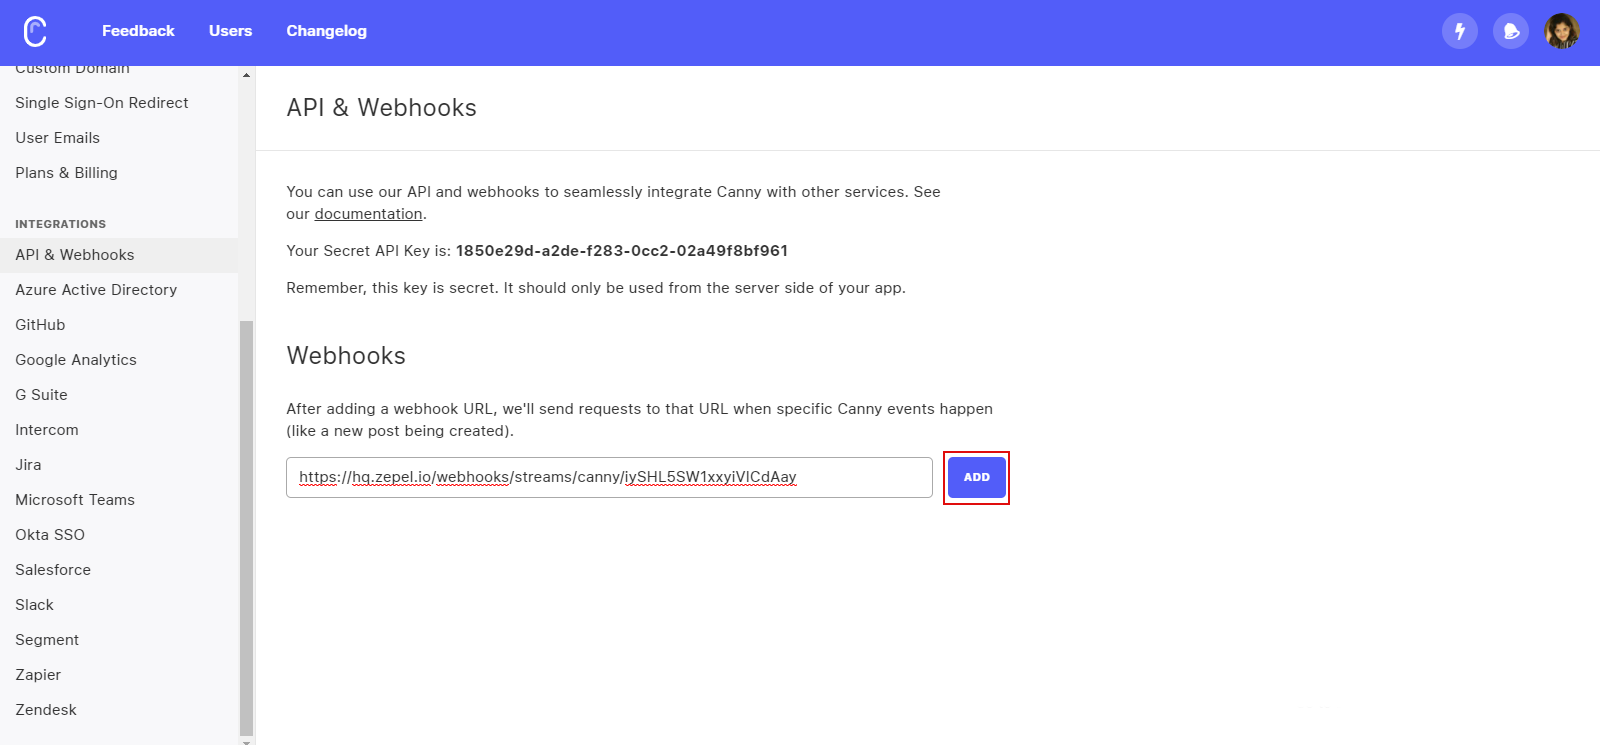 Feedback
Users
Changelog
Custom Domain
Single Sign-On Redirect
User Emails
Plans & Billing
INTEGRATIONS
API & Webhooks
Azure Active Directory
GitHub
Google Analytics
G Suite
Intercom
Jira
Microsoft Teams
Okta SSO
Salesforce
Slack
Segment
Zapier
Zendesk
API & Webhooks
You can use our API and webhooks to seamlessly integrate Canny with other services. See
our documentation.
Your Secret API Key is: 1850e29d-a2de-f283-0cc2-02a49f8bf961
Remember, this key is secret. It should only be used from the server side of your app.
Webhooks
After adding a webhook URL, we'll send requests to that URL when specific Canny events happen
(like a new post being created).
https://hq.zepel.io/webhooks/streams/canny/iySHL5SW1xxyiVlCdAay
ADD